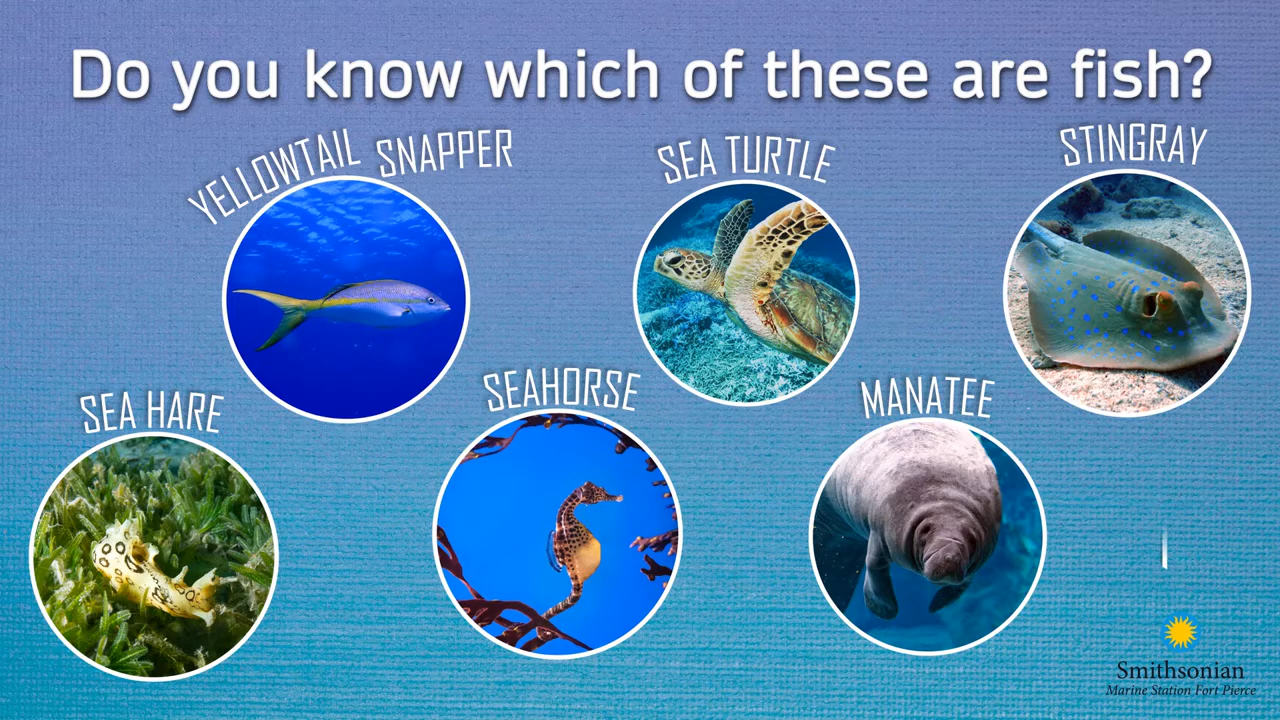 Do you know which of these are fish?
YELLOWTAIL SNAPPER
SEA TURTLE
STINGRAY
SEA HARE
SEAHORSE
MANATEE
Smithsonian
Marine Station Fort Pierce